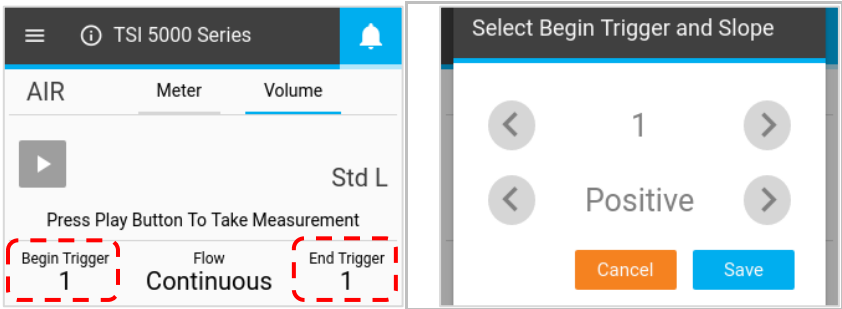 TSI 5000 Series
AIR
Meter
Volume
Std L
Press Play Button To Take Measurement
Begin Trigger
1
Flow
Continuous
End Trigger
1
Select Begin Trigger and Slope
1
Positive
Cancel
Save